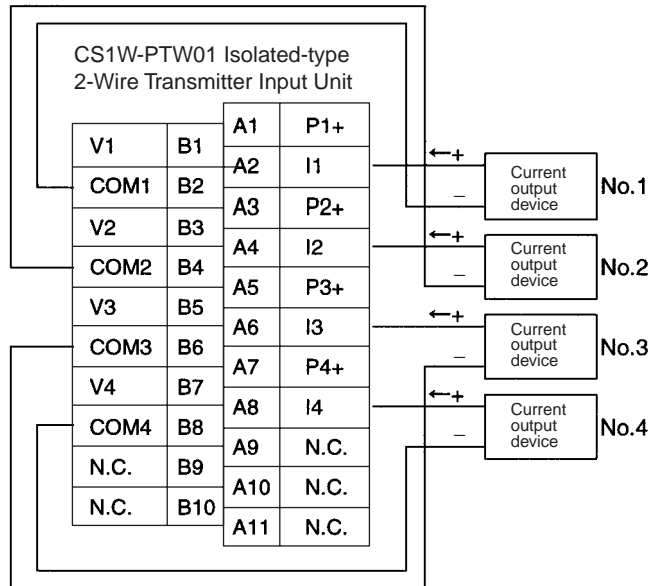 CS1W-PTW01 Isolated-type
2-Wire Transmitter Input Unit
V1 B1
COM1 B2
V2 B3
COM2 B4
V3 B5
COM3 B6
V4 B7
COM4 B8
N.C. B9
N.C. B10
A1 P1+
A2 I1
A3 P2+
A4 I2
A5 P3+
A6 I3
A7 P4+
A8 I4
A9 N.C.
A10 N.C.
A11 N.C.
←+
−
Current
output
device
No.1
←+
−
Current
output
device
No.2
←+
−
Current
output
device
No.3
←+
−
Current
output
device
No.4